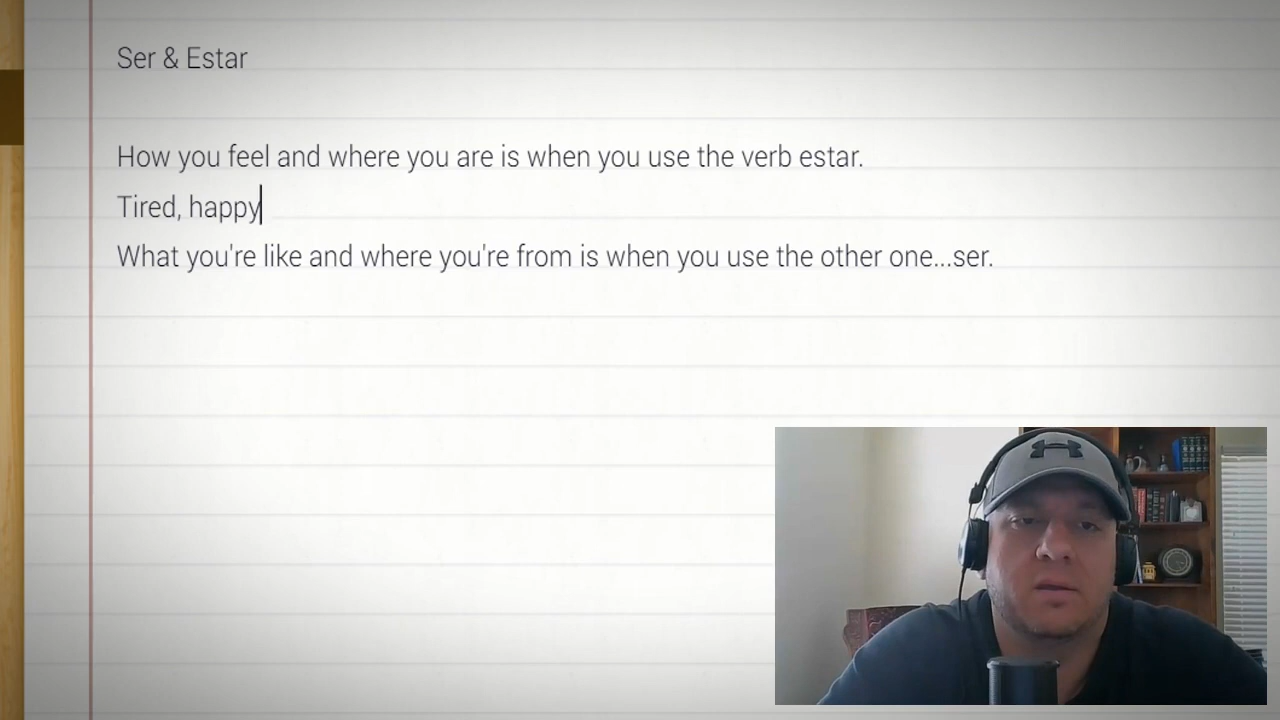 Ser & Estar
How you feel and where you are is when you use the verb estar.
Tired, happy
What you're like and where you're from is when you use the other one...ser.